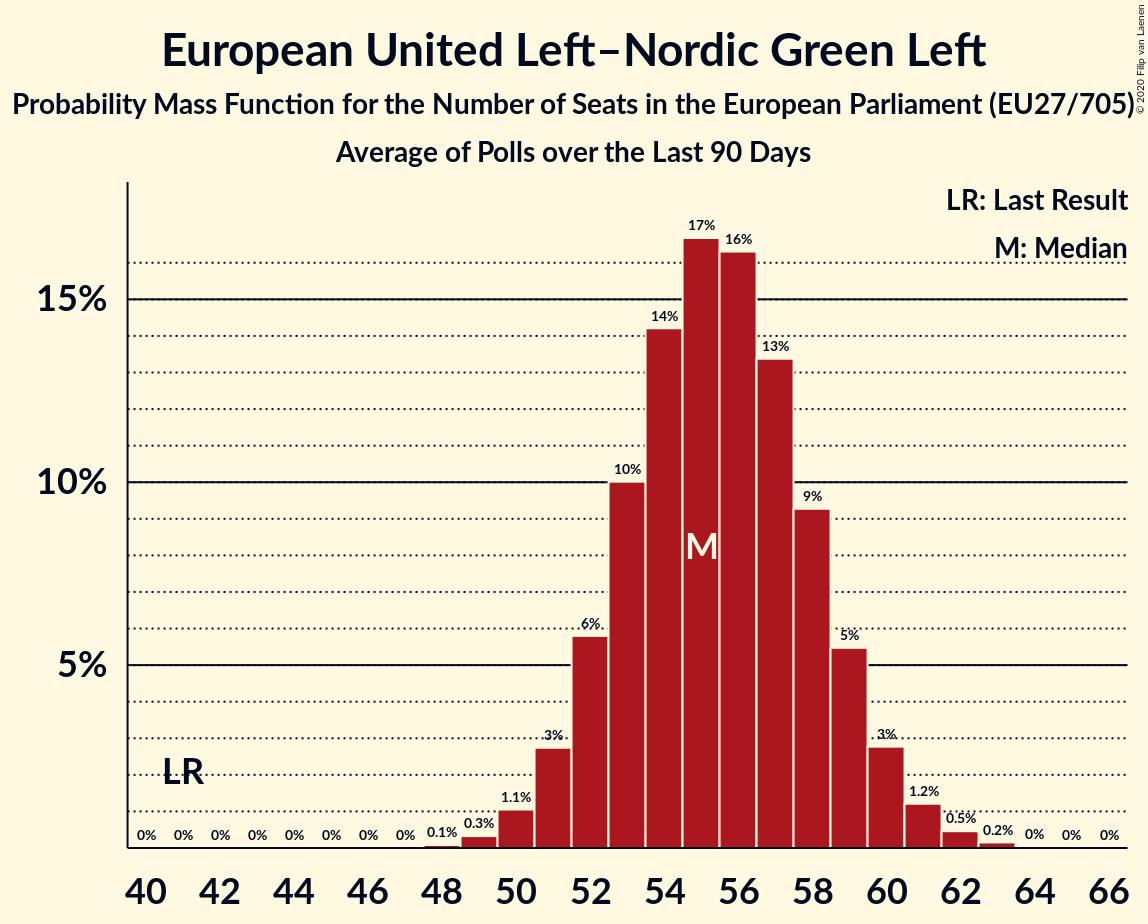 European United Left–Nordic Green Left
Probability Mass Function for the Number of Seats in the European Parliament (EU27/705)
Average of Polls over the Last 90 Days
© 2020 Filip van Laenen
LR: Last Result
M: Median
15%
10%
5%
17%
16%
14%
13%
10%
9%
6%
5%
3%
3%
1.1%
1.2%
0.5%
0.3%
0.2%
0.1%
0% 0% 0% 0% 0% 0% 0% 0% 0% 0% 0%
M
LR
40 42 44 46 48 50 52 54 56 58 60 62 64 66